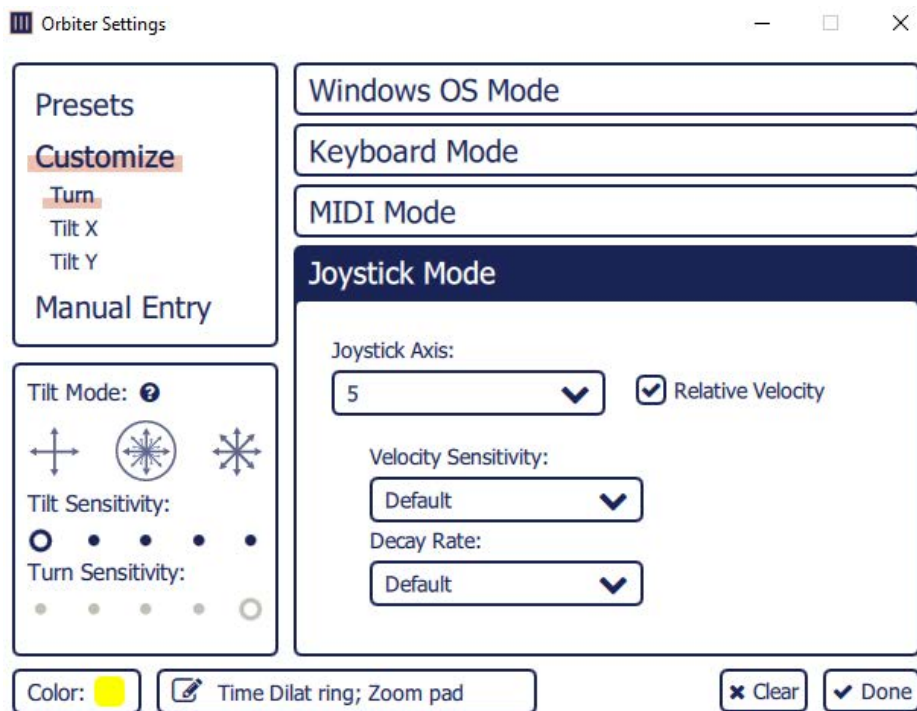 Orbiter Settings
Presets
Customize
Turn
Tilt X
Tilt Y
Manual Entry
Tilt Mode:
Tilt Sensitivity:
Turn Sensitivity:
Windows OS Mode
Keyboard Mode
MIDI Mode
Joystick Mode
Joystick Axis:
5
Relative Velocity
Velocity Sensitivity:
Default
Decay Rate:
Default
Color:
Time Dilat ring; Zoom pad
Clear
Done